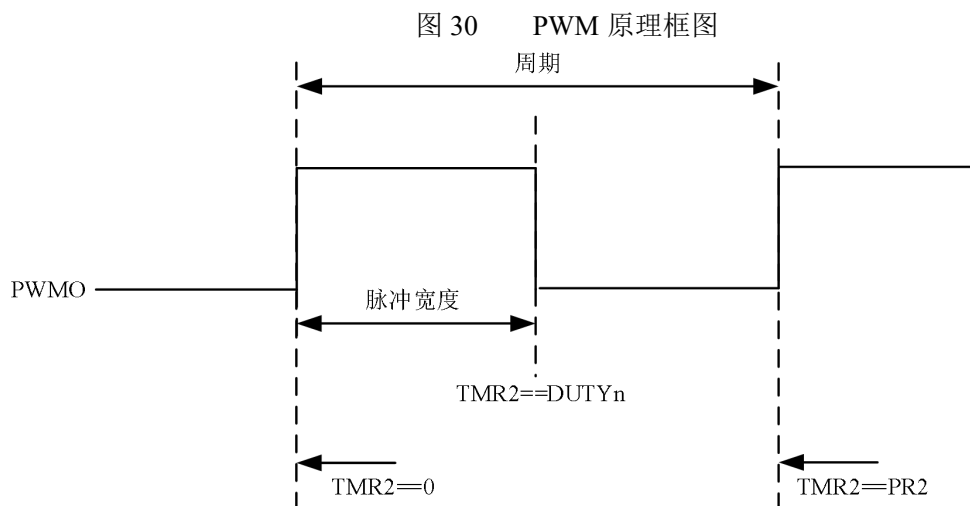 图 30 PWM 原理框图
周期
PWMO
脉冲宽度
TMR2==DUTYn
TMR2==0
TMR2==PR2